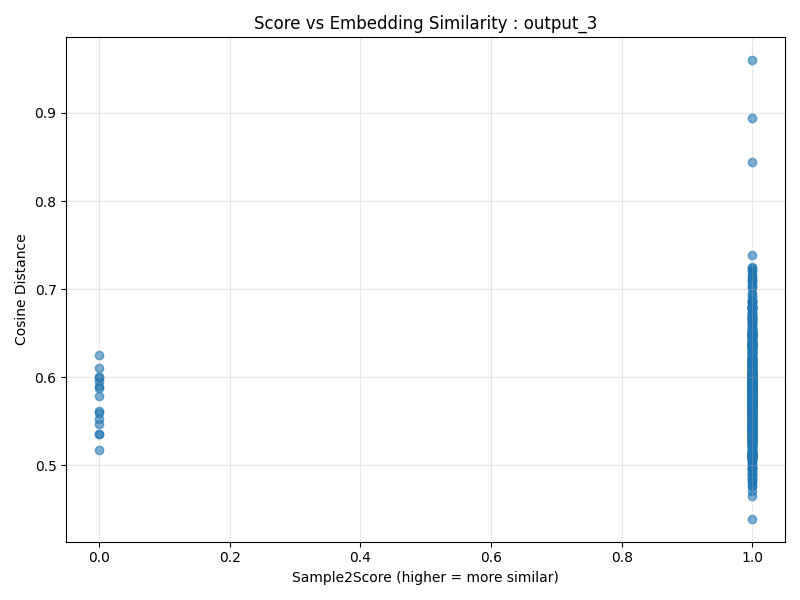 Score vs Embedding Similarity : output_3
Cosine Distance
0.9
0.8
0.7
0.6
0.5
0.0 0.2 0.4 0.6 0.8 1.0
Sample2Score (higher = more similar)